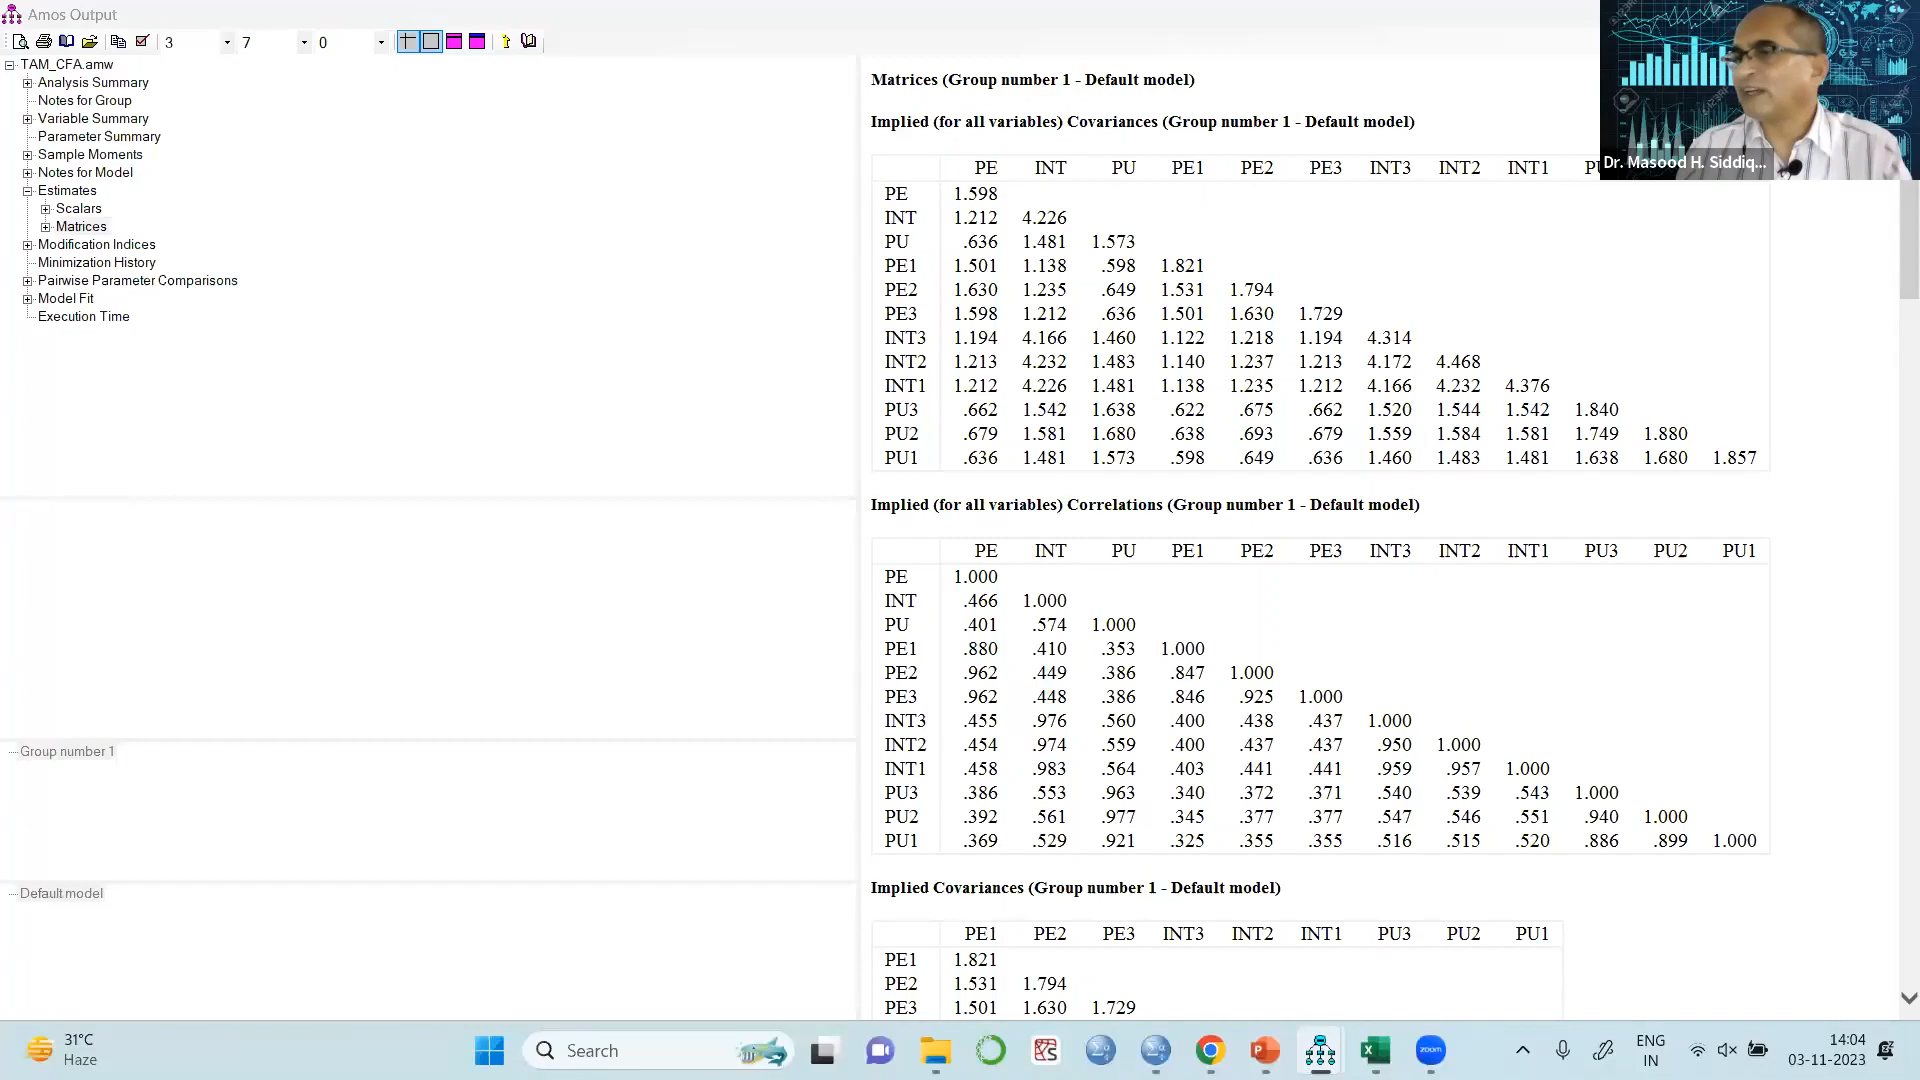 Amos Output
3 7 0
TAM_CFA.amw
Analysis Summary
Notes for Group
Variable Summary
Parameter Summary
Sample Moments
Notes for Model
Estimates
Scalars
Matrices
Modification Indices
Minimization History
Pairwise Parameter Comparisons
Model Fit
Execution Time
Group number 1
Default model
Matrices (Group number 1 - Default model)
Implied (for all variables) Covariances (Group number 1 - Default model)
PE INT PU PE1 PE2 PE3 INT3 INT2 INT1
PE 1.598
INT 1.212 4.226
PU .636 1.481 1.573
PE1 1.501 1.138 .598 1.821
PE2 1.630 1.235 .649 1.531 1.794
PE3 1.598 1.212 .636 1.501 1.630 1.729
INT3 1.194 4.166 1.460 1.122 1.218 1.194 4.314
INT2 1.213 4.232 1.483 1.140 1.237 1.213 4.172 4.468
INT1 1.212 4.226 1.481 1.138 1.235 1.212 4.166 4.232 4.376
PU3 .662 1.542 1.638 .622 .675 .662 1.520 1.544 1.542 1.840
PU2 .679 1.581 1.680 .638 .693 .679 1.559 1.584 1.581 1.749 1.880
PU1 .636 1.481 1.573 .598 .649 .636 1.460 1.483 1.481 1.638 1.680 1.857
Implied (for all variables) Correlations (Group number 1 - Default model)
PE INT PU PE1 PE2 PE3 INT3 INT2 INT1 PU3 PU2 PU1
PE 1.000
INT .466 1.000
PU .401 .574 1.000
PE1 .880 .410 .353 1.000
PE2 .962 .449 .386 .847 1.000
PE3 .962 .448 .386 .846 .925 1.000
INT3 .455 .976 .560 .400 .438 .437 1.000
INT2 .454 .974 .559 .400 .437 .437 .950 1.000
INT1 .458 .983 .564 .403 .441 .441 .959 .957 1.000
PU3 .386 .553 .963 .340 .372 .371 .540 .539 .543 1.000
PU2 .392 .561 .977 .345 .377 .377 .547 .546 .551 .940 1.000
PU1 .369 .529 .921 .325 .355 .355 .516 .515 .520 .886 .899 1.000
Implied Covariances (Group number 1 - Default model)
PE1 PE2 PE3 INT3 INT2 INT1 PU3 PU2 PU1
PE1 1.821
PE2 1.531 1.794
PE3 1.501 1.630 1.729
Dr. Masood H. Siddiq...
31°C
Haze
Search
zoom
ENG
IN
14:04
03-11-2023